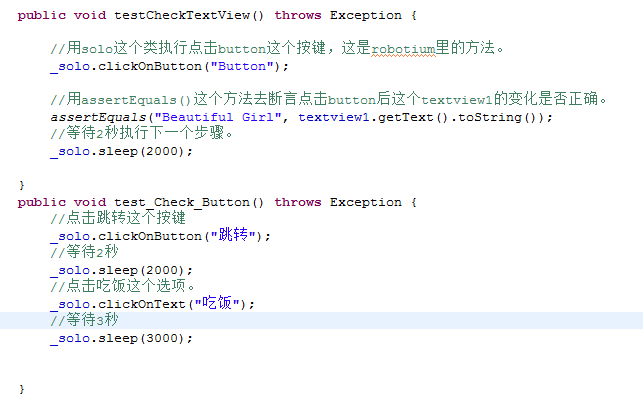 public void testCheckTextView() throws Exception {
//用solo这个类执行点击button这个按键，这是robotium里的方法。
_solo.clickOnButton("Button");
//用assertEquals()这个方法去断言点击button后这个textview1的变化是否正确。
assertEquals("Beautiful Girl", textview1.getText().toString());
//等待2秒执行下一个步骤。
_solo.sleep(2000);
}
public void test_Check_Button() throws Exception {
//点击跳转这个按键
_solo.clickOnButton("跳转");
//等待2秒
_solo.sleep(2000);
//点击吃饭这个选项。
_solo.clickOnText("吃饭");
//等待3秒
_solo.sleep(3000);
}